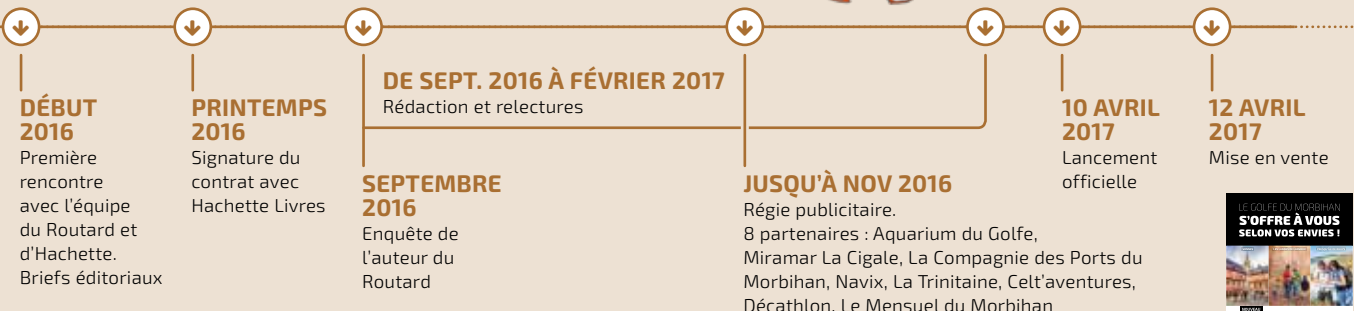 DÉBUT
2016
Première
rencontre
avec l'équipe
du Routard et
d'Hachette.
Briefs éditoriaux
PRINTEMPS
2016
Signature du
contrat avec
Hachette Livres
DE SEPT. 2016 À FÉVRIER 2017
Rédaction et relectures
SEPTEMBRE
2016
Enquête de
l'auteur du
Routard
JUSQU'À NOV 2016
Régie publicitaire.
8 partenaires : Aquarium du Golfe,
Miramar La Cigale, La Compagnie des Ports du
Morbihan, Navix, La Trinitaine, Celt'aventures,
Décathlon, Le Mensuel du Morbihan
10 AVRIL
2017
Lancement
officielle
12 AVRIL
2017
Mise en vente
LE GOLFE DU MORBIHAN
S'OFFRE À VOUS
SELON VOS ENVIES !